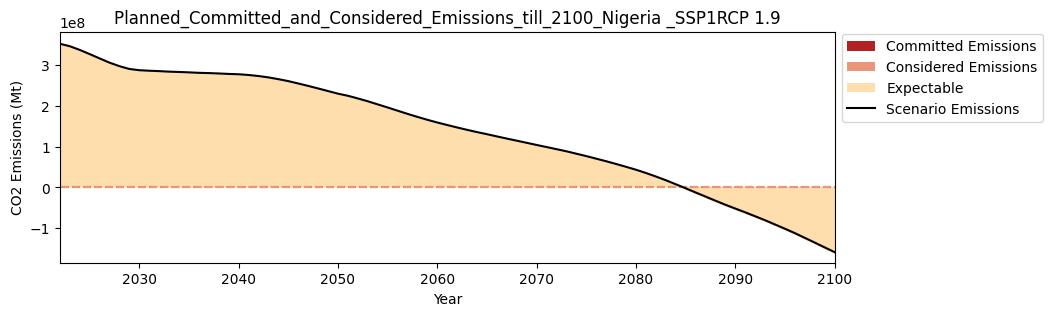 Planned_Committed_and_Considered_Emissions_till_2100_Nigeria _SSP1RCP 1.9
1e8
3
2
1
0
−1
CO2 Emissions (Mt)
2030 2040 2050 2060 2070 2080 2090 2100
Year
Committed Emissions
Considered Emissions
Expectable
Scenario Emissions